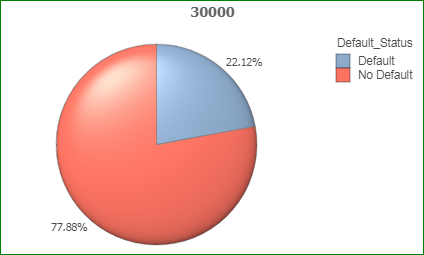 30000
Default_Status
Default
No Default
22.12%
77.88%